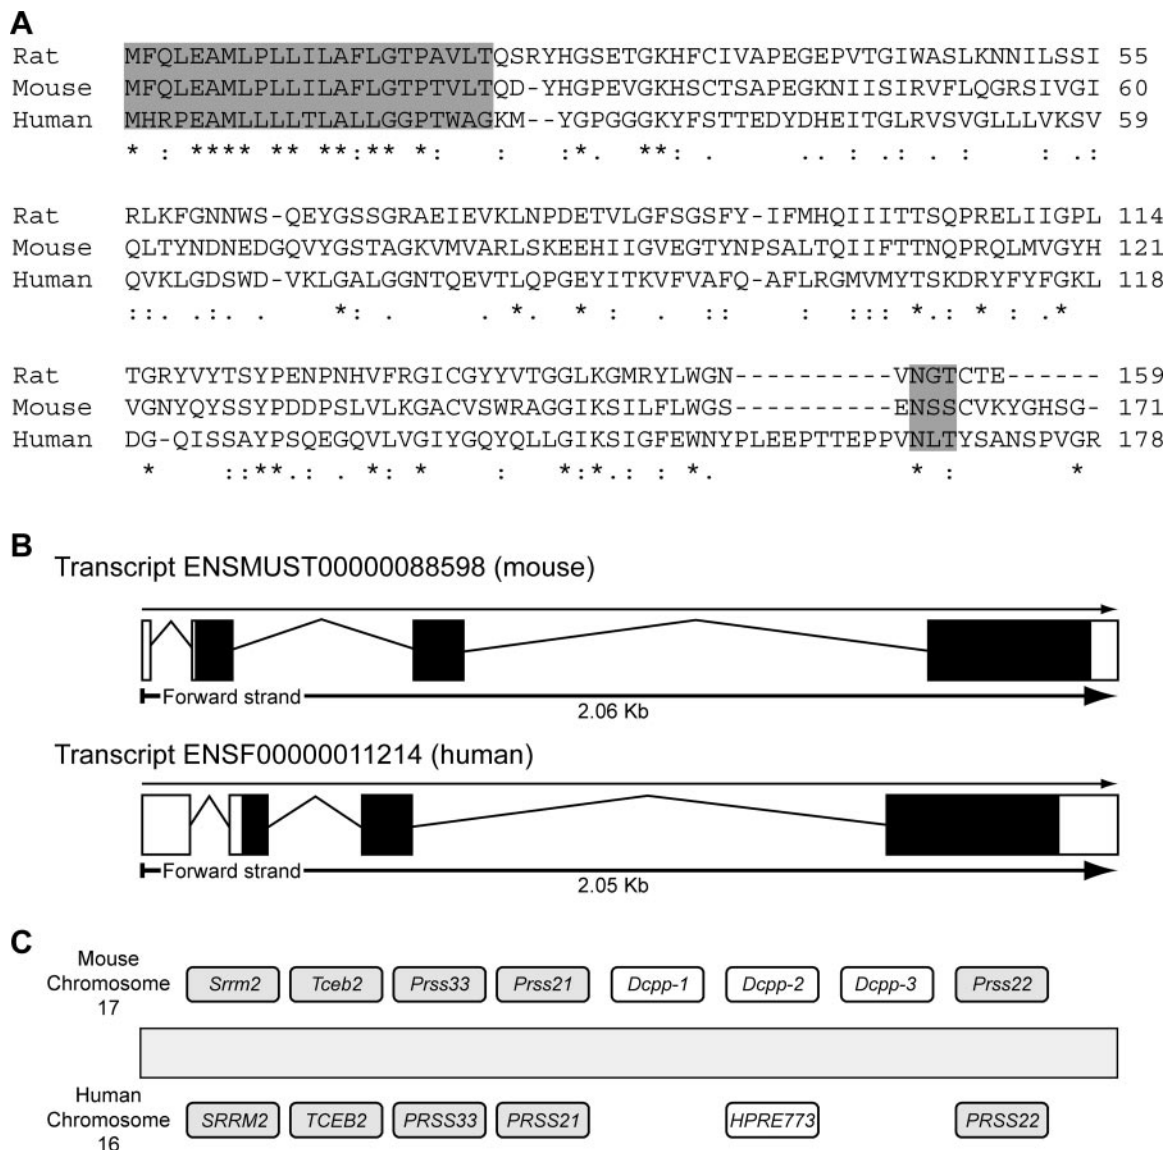 A
Rat MFQLEAMLPLLILAFLGTPAVLTQSRYHGSETGKHFCIVAPEGEPVTGIWASLKNNILSSI 55
Mouse MFQLEAMLPLLILAFLGTPTVLTQD-YHGPEVGKHSCTSAPEGKNIISIRVFLQGRSIVGI 60
Human MHRPEAMLLLLTLALLGGPTWAGKM--YGPGGGKYFSTTEDYDHEITGLRVSVGLLLVKSV 59
* : **** ** **:** *: : :*. **: . .. .: .: . : : .:
Rat RLKFGNNWS-QEYGSSGRAEIEVKLNPDETVLGFSGSFY-IFMHQIIITTSQPRELIIGPL 114
Mouse QLTYNDNEDGQVYGSTAGKVMVARLSKEEHIIGVEGTYNPSALTQIIFTTNQPRQLMVGYH 121
Human QVKLGDSWD-VKLGALGGNTQEVTLQPGEYITKVFVAFQ-AFLRGMVMYTSKDRYFYFGKL 118
::. .:. . *: . . *. * : . :: : ::: *.: * : .*
Rat TGRYVYTSYPENPNHVFRGICGYYVTGGLKGMRYLWGN----------VNGTCTE------ 159
Mouse VGNYQYSSYPDDPSLVLKGACVSWRAGGIKSILFLWGS----------ENSSCVKYGHSG- 171
Human DG-QISSAYPSQEGQVLVGIYGQYQLLGIKSIGFEWNYPLEEPTTEPPVNLTYSANSPVGR 178
* ::**.: . *: * : *:*.: : *. * : *
B
Transcript ENSMUST00000088598 (mouse)
Forward strand
2.06 Kb
Transcript ENSF00000011214 (human)
Forward strand
2.05 Kb
C
Mouse
Chromosome
17
Srrm2 Tceb2 Prss33 Prss21 Dcpp-1 Dcpp-2 Dcpp-3 Prss22
Human
Chromosome
16
SRRM2 TCEB2 PRSS33 PRSS21 HPRE773 PRSS22